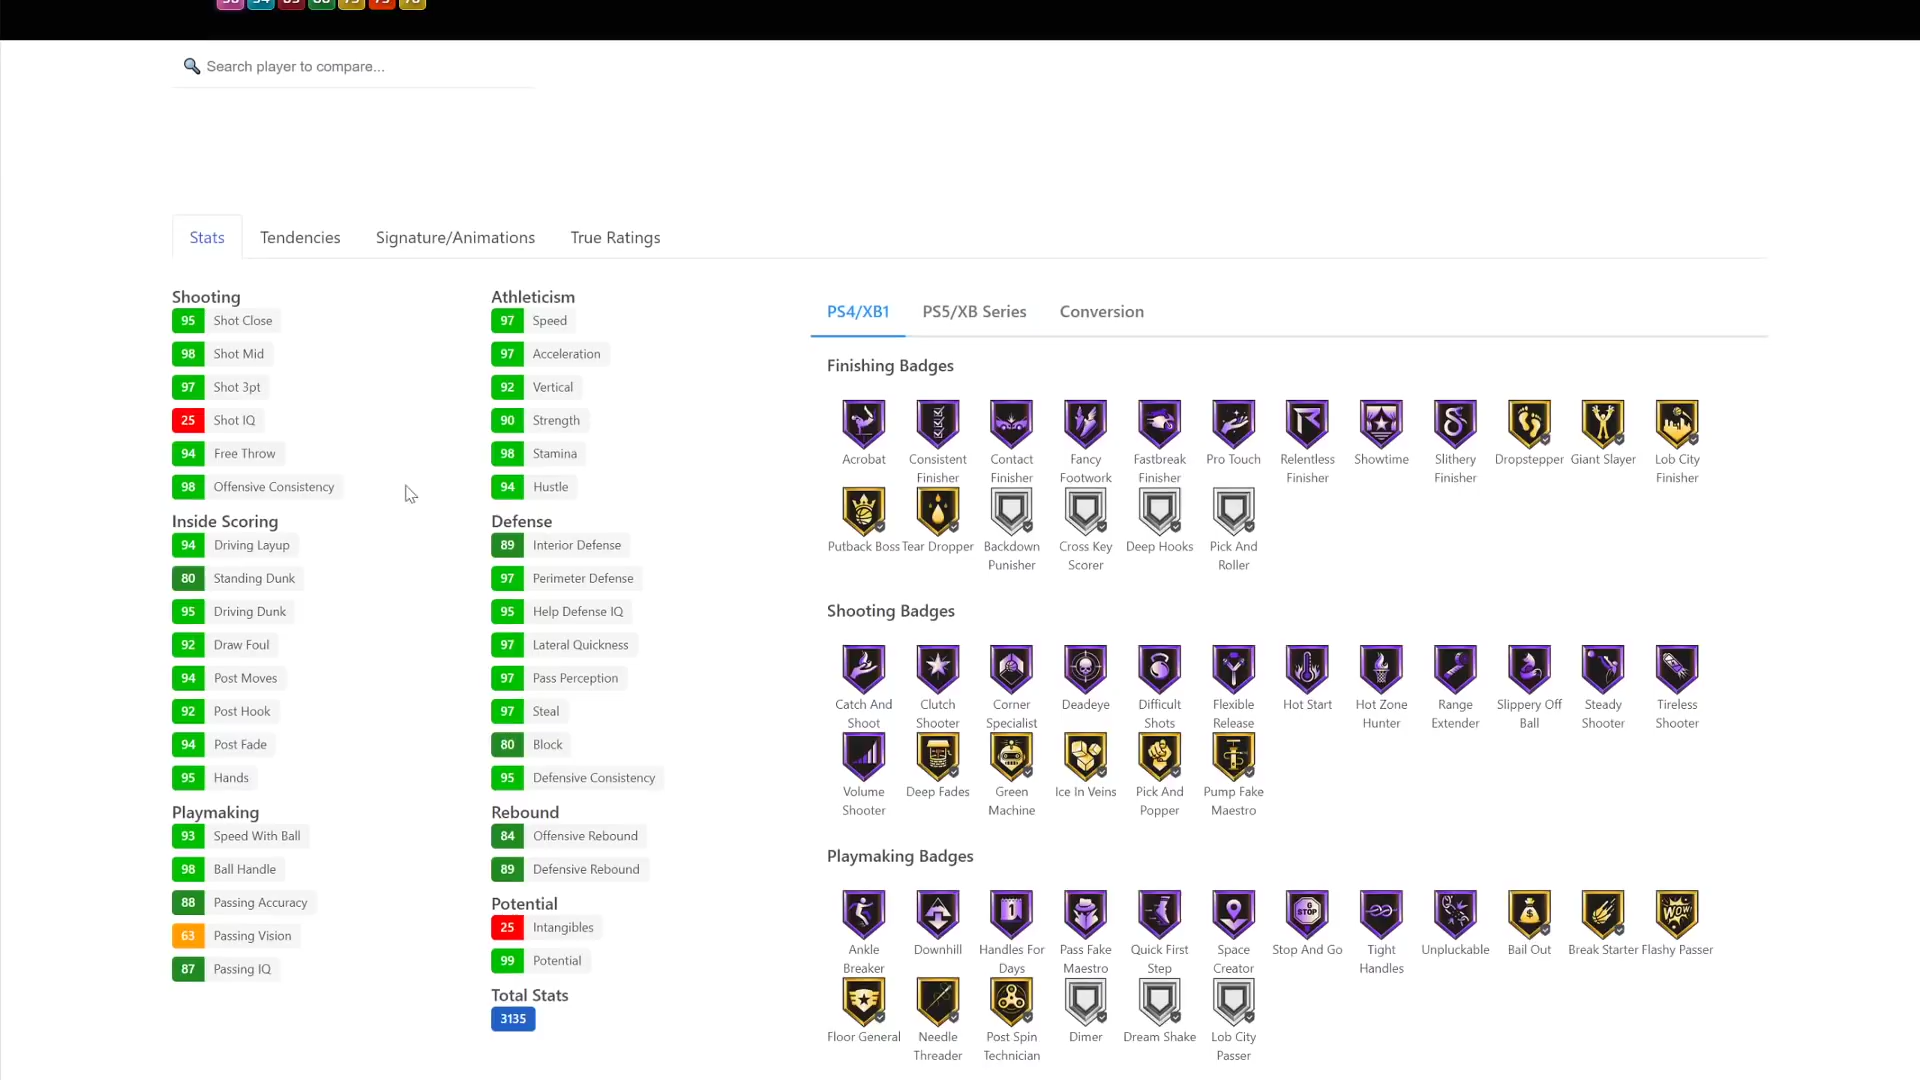 Search player to compare...
Stats Tendencies Signature/Animations True Ratings
Shooting
95 Shot Close
98 Shot Mid
97 Shot 3pt
25 Shot IQ
94 Free Throw
98 Offensive Consistency
Inside Scoring
94 Driving Layup
80 Standing Dunk
95 Driving Dunk
92 Draw Foul
94 Post Moves
92 Post Hook
94 Post Fade
95 Hands
Playmaking
93 Speed With Ball
98 Ball Handle
88 Passing Accuracy
63 Passing Vision
87 Passing IQ
Athleticism
97 Speed
97 Acceleration
92 Vertical
90 Strength
98 Stamina
94 Hustle
Defense
89 Interior Defense
97 Perimeter Defense
95 Help Defense IQ
97 Lateral Quickness
97 Pass Perception
97 Steal
80 Block
95 Defensive Consistency
Rebound
84 Offensive Rebound
89 Defensive Rebound
Potential
25 Intangibles
99 Potential
Total Stats
3135
PS4/XB1 PS5/XB Series Conversion
Finishing Badges
Acrobat Consistent Contact Fancy Fastbreak Pro Touch Relentless Showtime Slithery Dropstepper Giant Slayer Lob City
Finisher Finisher Footwork Finisher Finisher Finisher Finisher
Putback Boss Tear Dropper Backdown Cross Key Deep Hooks Pick And
Punisher Scorer Roller
Shooting Badges
Catch And Clutch Corner Deadeye Difficult Flexible Hot Start Hot Zone Range Slippery Off Steady Tireless
Shoot Shooter Specialist Shots Release Hunter Extender Ball Shooter Shooter
Volume Deep Fades Green Ice In Veins Pick And Pump Fake
Shooter Machine Popper Maestro
Playmaking Badges
1 G STOP $ WOW!
Ankle Downhill Handles For Pass Fake Quick First Space Stop And Go Tight Unpluckable Bail Out Break Starter Flashy Passer
Breaker Days Maestro Step Creator Handles
Floor General Needle Post Spin Dimer Dream Shake Lob City
Threader Technician Passer